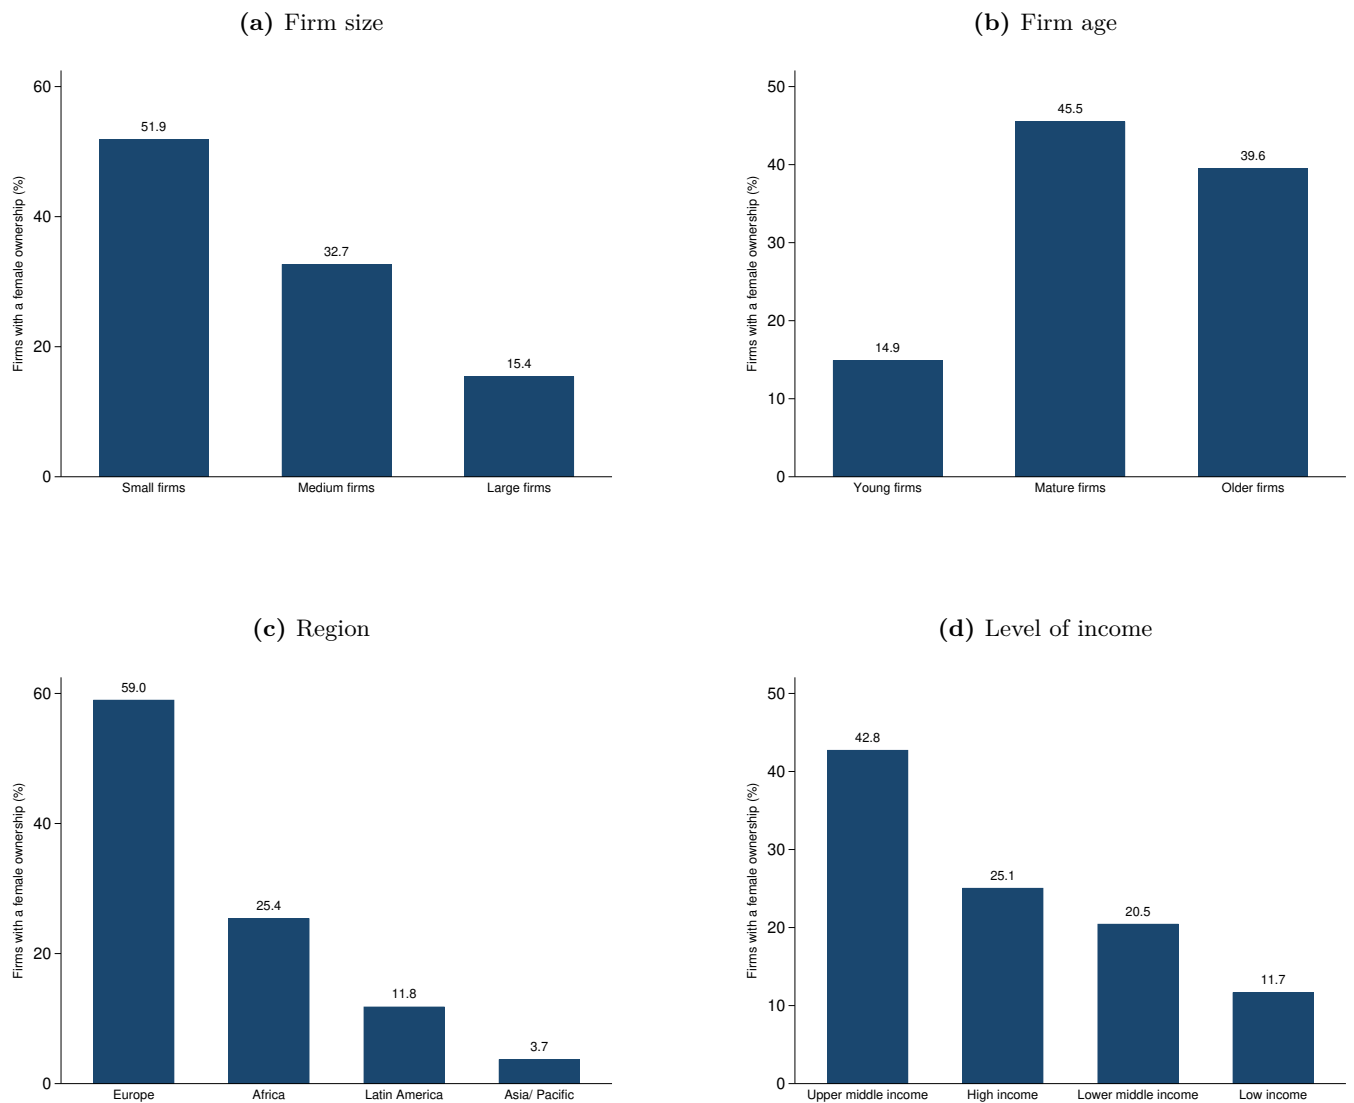 (a) Firm size
Firms with a female ownership (%)
60
40
20
0
51.9
32.7
15.4
Small firms
Medium firms
Large firms
(b) Firm age
Firms with a female ownership (%)
50
40
30
20
10
0
14.9
45.5
39.6
Young firms
Mature firms
Older firms
(c) Region
Firms with a female ownership (%)
60
40
20
0
59.0
25.4
11.8
3.7
Europe
Africa
Latin America
Asia/ Pacific
(d) Level of income
Firms with a female ownership (%)
50
40
30
20
10
0
42.8
25.1
20.5
11.7
Upper middle income
High income
Lower middle income
Low income